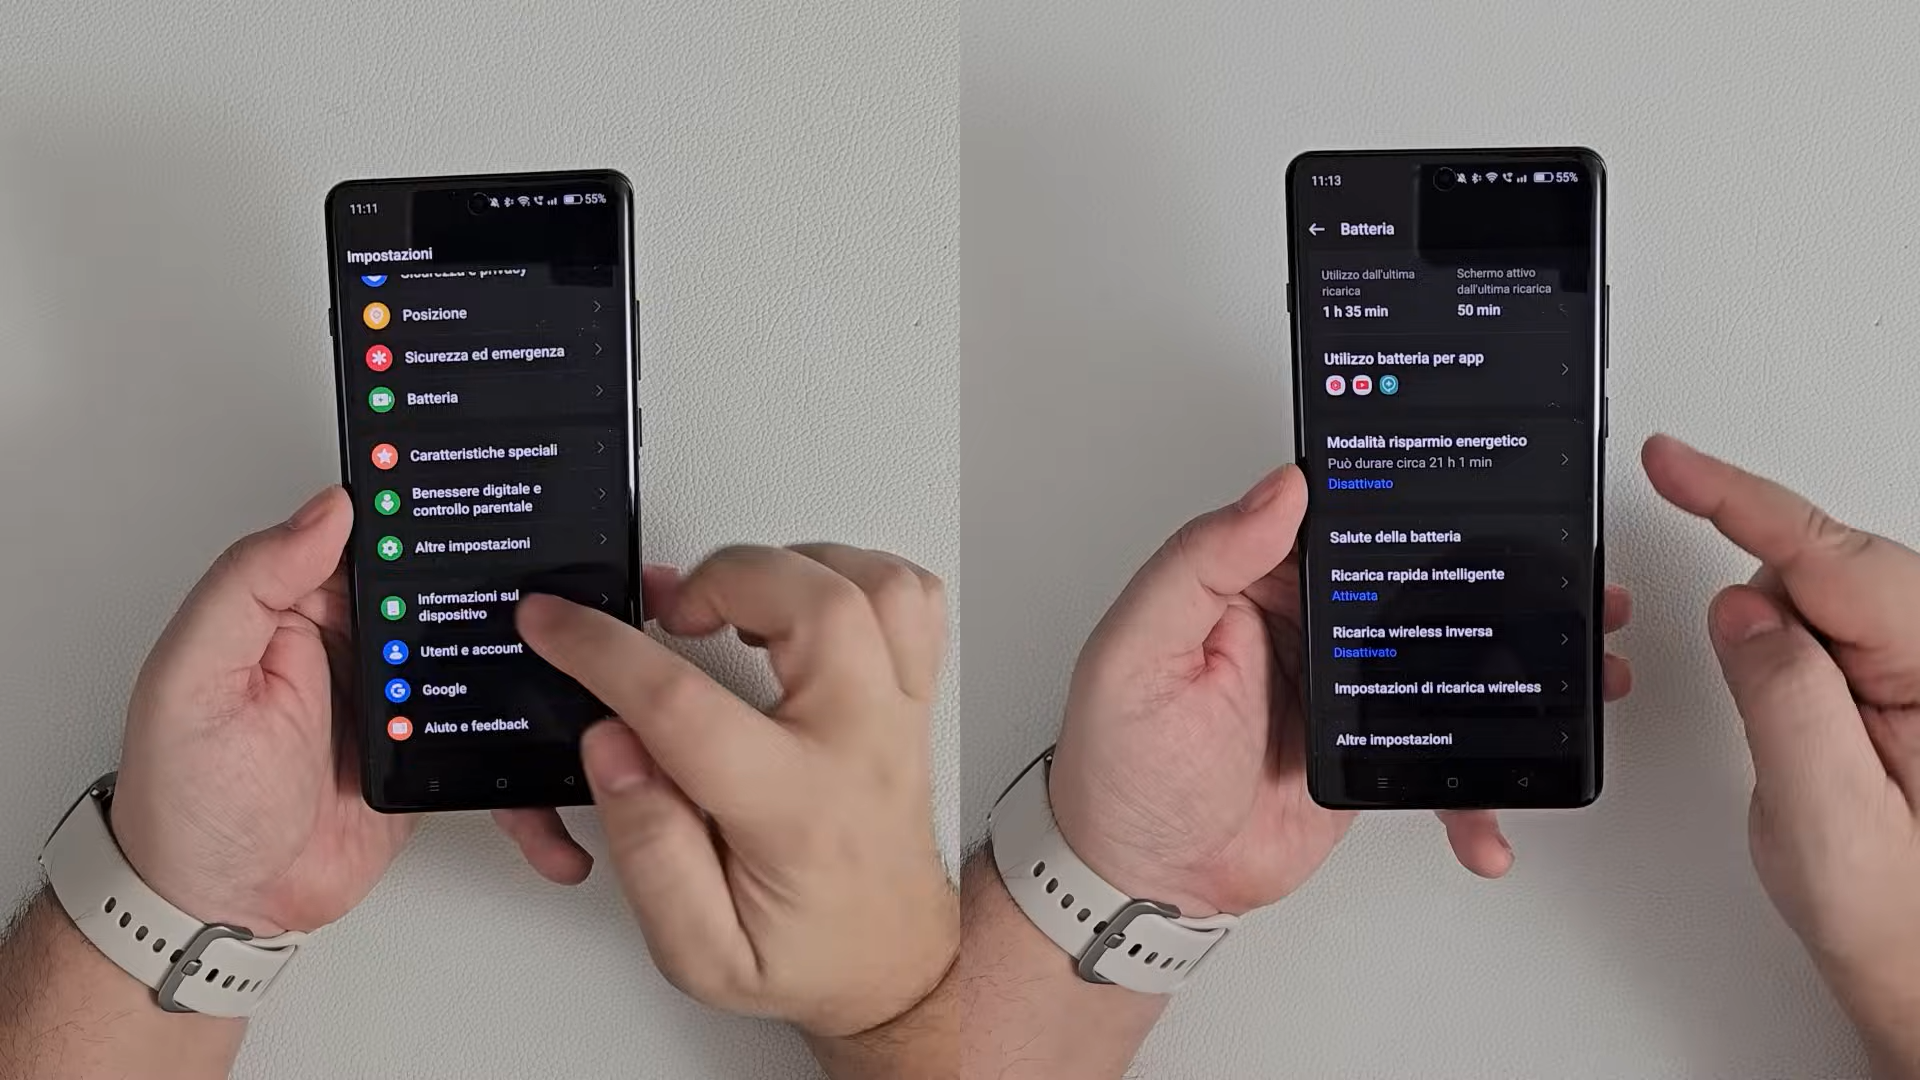 11:11
55%
Impostazioni
Sicurezza e privacy
Posizione
Sicurezza ed emergenza
Batteria
Caratteristiche speciali
Benessere digitale e
controllo parentale
Altre impostazioni
Informazioni sul
dispositivo
Utenti e account
Google
Aiuto e feedback
11:13
55%
Batteria
Utilizzo dall'ultima
ricarica
1 h 35 min
Schermo attivo
dall'ultima ricarica
50 min
Utilizzo batteria per app
Modalità risparmio energetico
Può durare circa 21 h 1 min
Disattivato
Salute della batteria
Ricarica rapida intelligente
Attivata
Ricarica wireless inversa
Disattivato
Impostazioni di ricarica wireless
Altre impostazioni